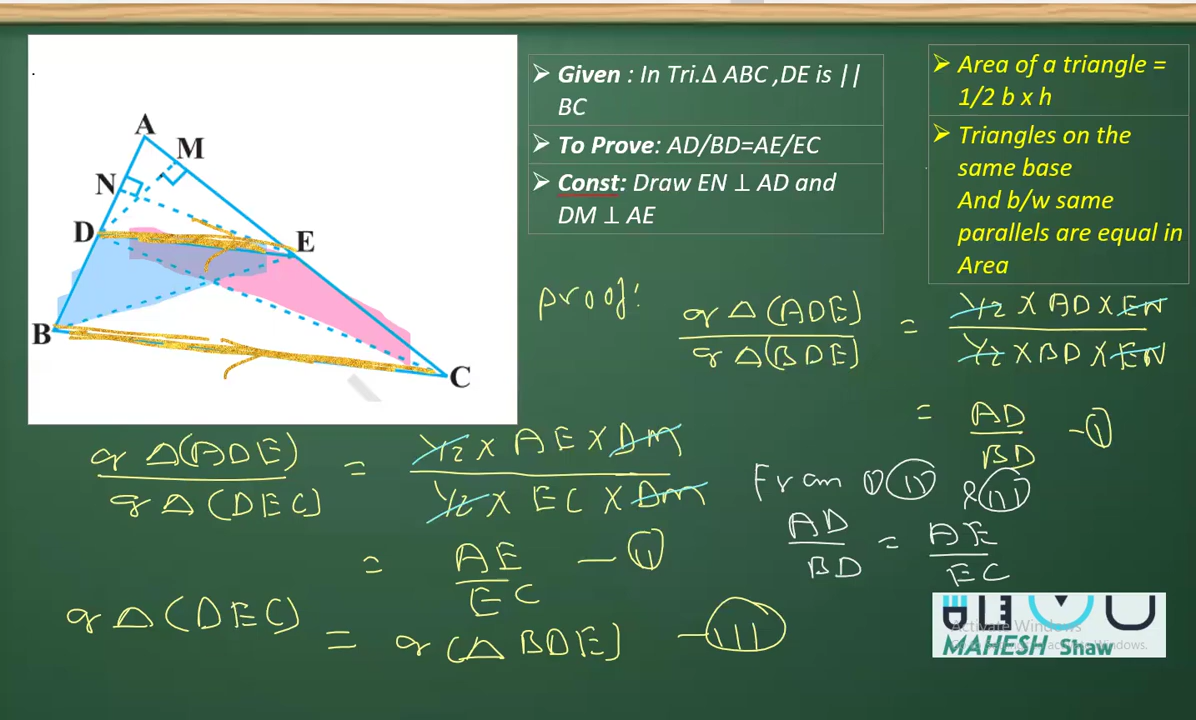 A
M
N
D
E
B
C
➢ Given : In Tri.Δ ABC ,DE is ||
BC
➢ To Prove: AD/BD=AE/EC
➢ Const: Draw EN ⊥ AD and
DM ⊥ AE
➢ Area of a triangle =
1/2 b x h
➢ Triangles on the
same base
And b/w same
parallels are equal in
Area
proof:
ar Δ(ADE)
ar Δ(BDE)
= 1/2 X AD X EN
1/2 X BD X EN
= AD
BD
- (I)
ar Δ(ADE)
ar Δ(DEC)
= 1/2 X AE X DM
1/2 X EC X DM
= AE
EC
- (II)
ar Δ(DEC) = ar(Δ BDE) - (III)
From (I) (II) & (III)
AD
BD
= AE
EC
Activate Windows
MAHESH Shaw